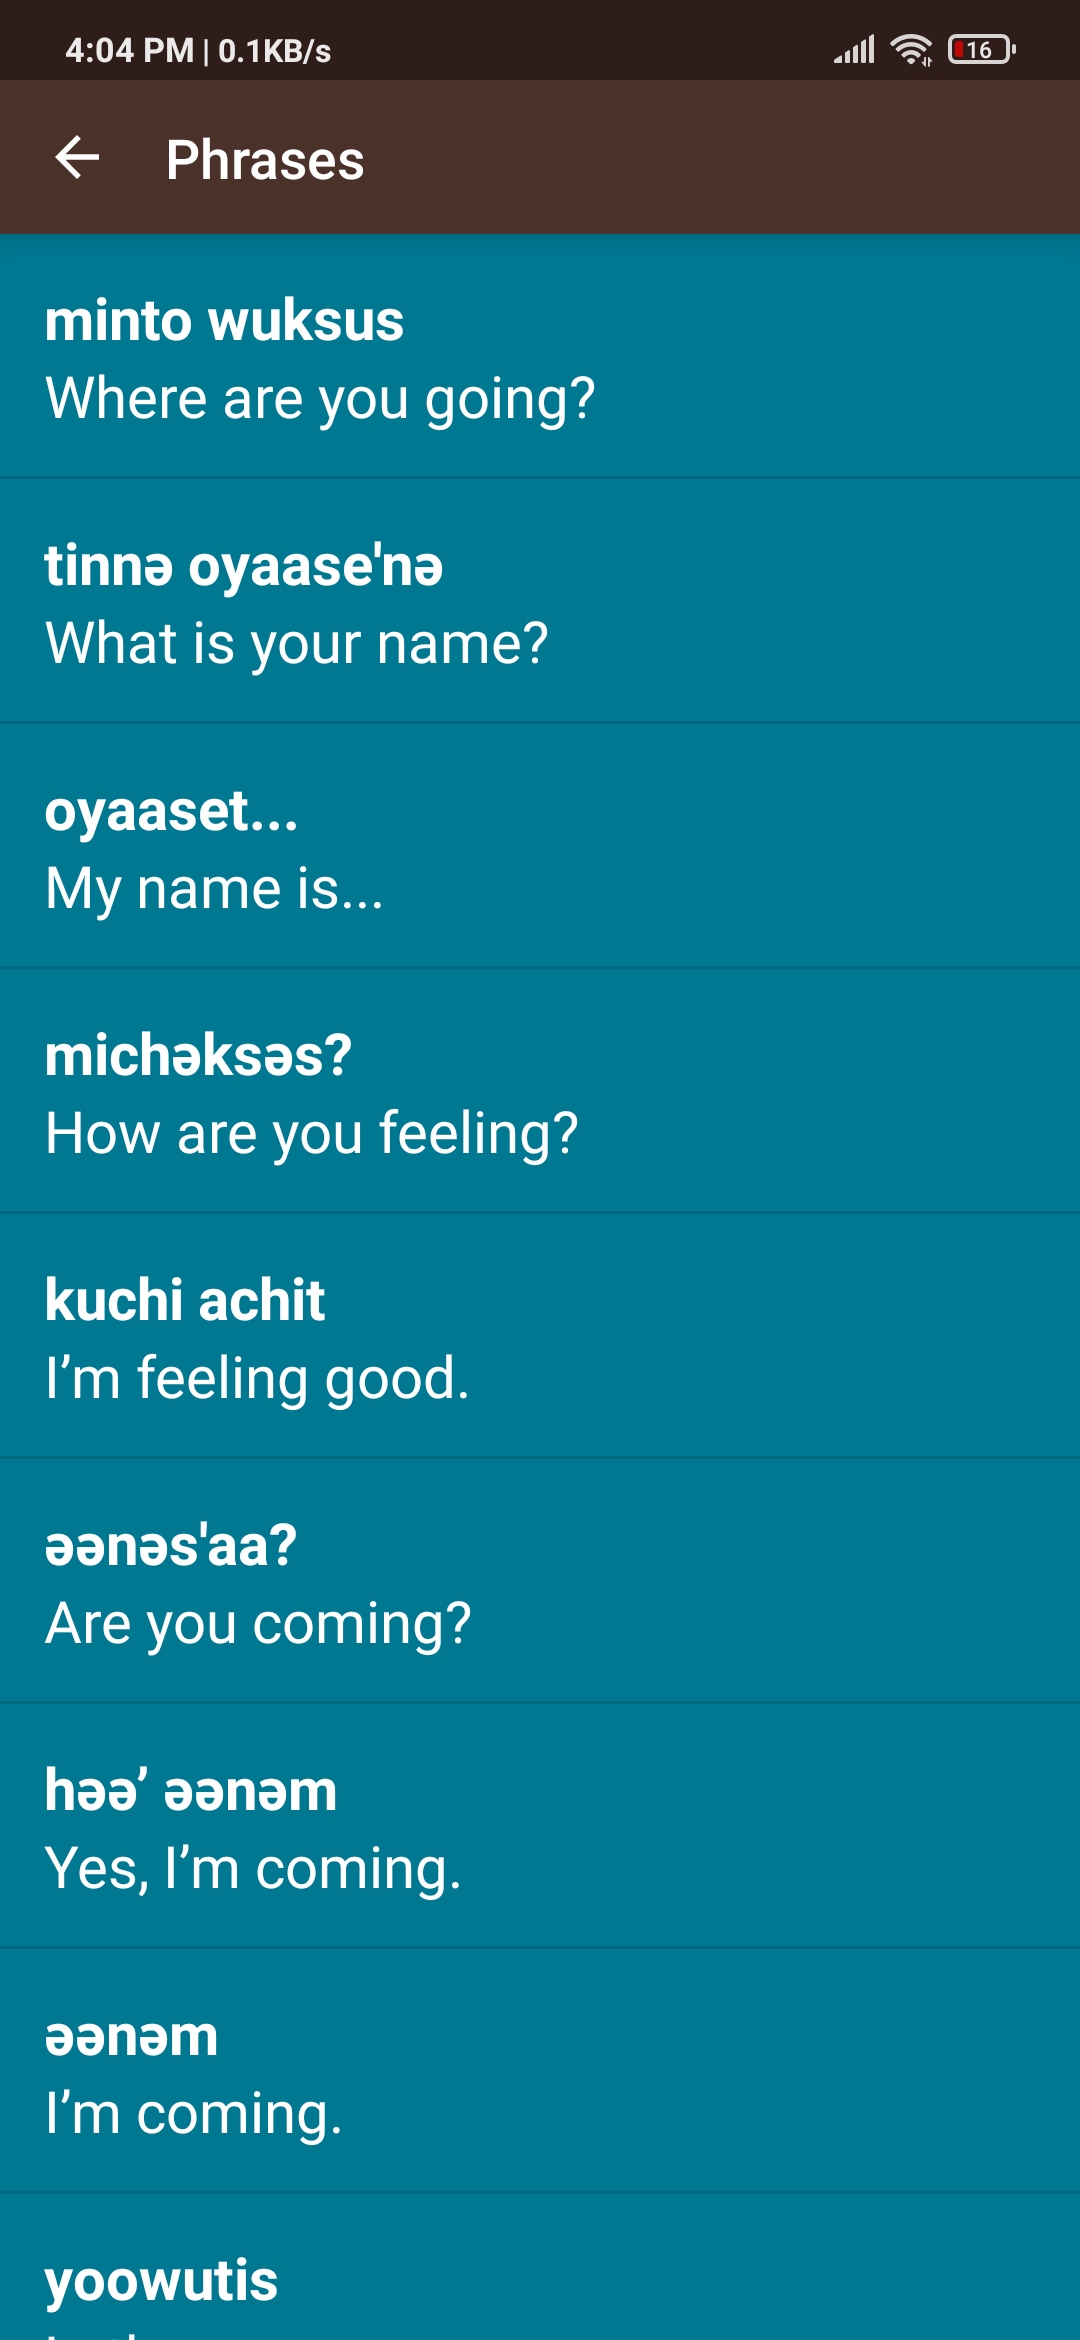 4:04 PM | 0.1KB/s
16
Phrases
minto wuksus
Where are you going?
tinnə oyaase'nə
What is your name?
oyaaset...
My name is...
michəksəs?
How are you feeling?
kuchi achit
I’m feeling good.
əənəs'aa?
Are you coming?
həə’ əənəm
Yes, I’m coming.
əənəm
I’m coming.
yoowutis